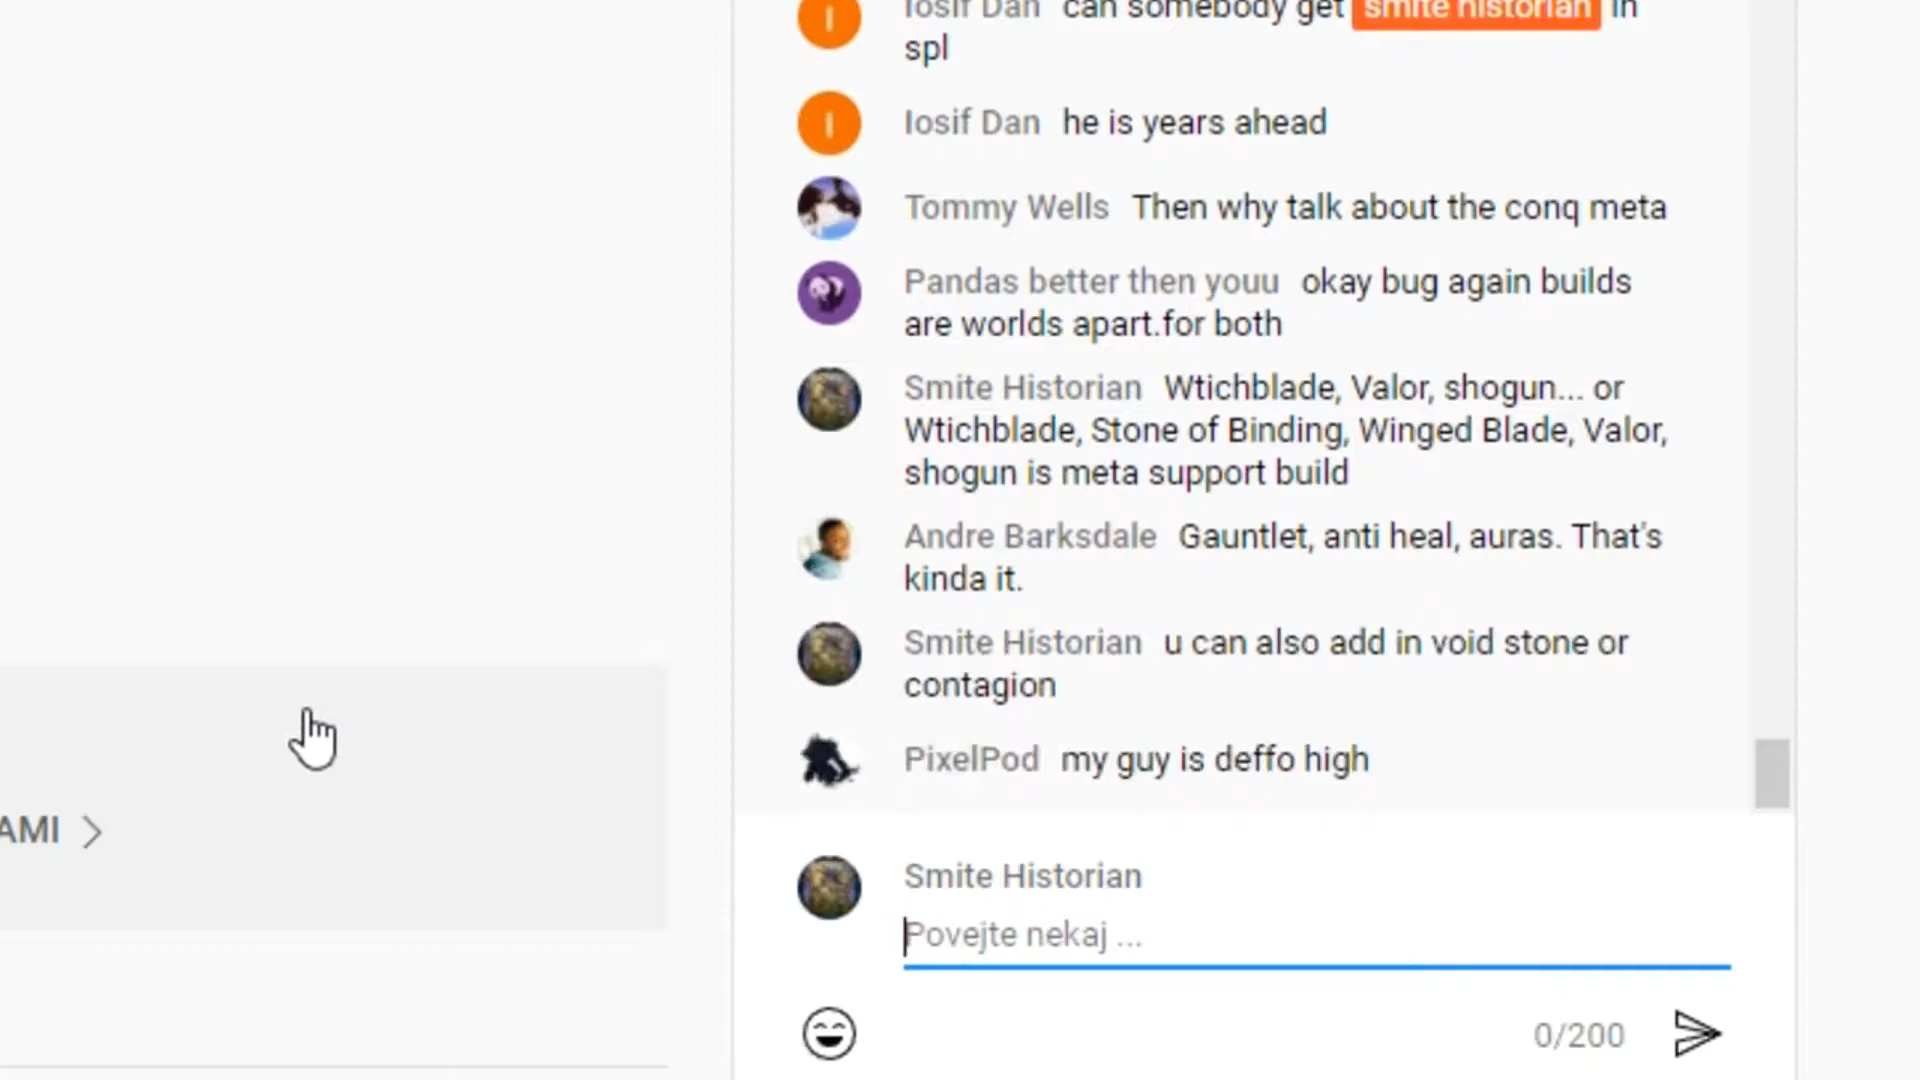 Iosif Dan can somebody get smite historian in
spl
Iosif Dan he is years ahead
Tommy Wells Then why talk about the conq meta
Pandas better then youu okay bug again builds
are worlds apart.for both
Smite Historian Wtichblade, Valor, shogun... or
Wtichblade, Stone of Binding, Winged Blade, Valor,
shogun is meta support build
Andre Barksdale Gauntlet, anti heal, auras. That's
kinda it.
Smite Historian u can also add in void stone or
contagion
PixelPod my guy is deffo high
AMI
Smite Historian
Povejte nekaj ...
0/200